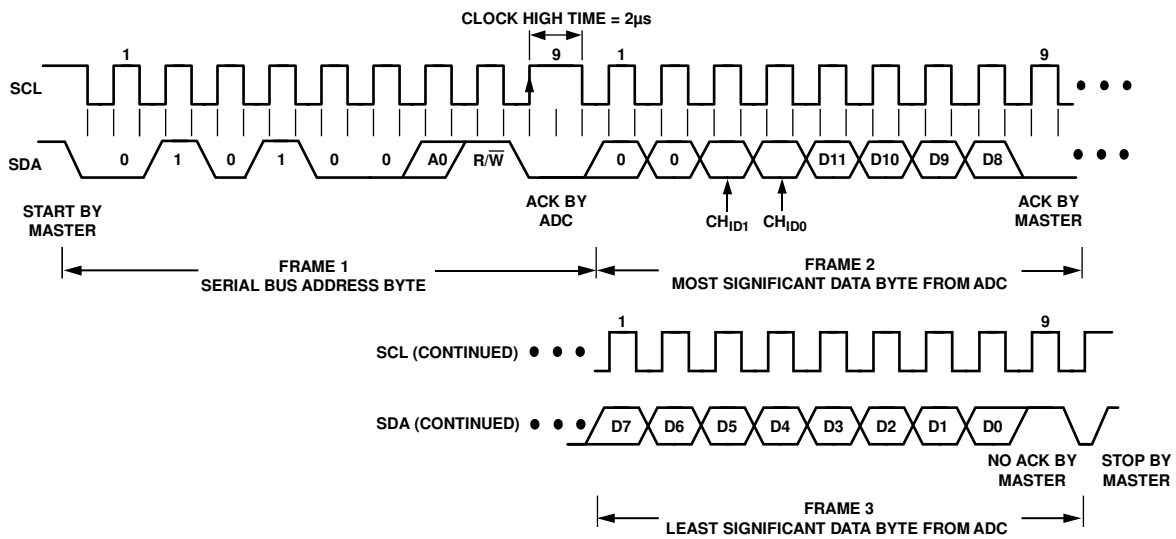 CLOCK HIGH TIME = 2µs
1 9 1 9
SCL
SDA 0 1 0 1 0 0 A0 R/W̅ 0 0 D11 D10 D9 D8
START BY MASTER
ACK BY ADC
CH_ID1 CH_ID0
ACK BY MASTER
FRAME 1
SERIAL BUS ADDRESS BYTE
FRAME 2
MOST SIGNIFICANT DATA BYTE FROM ADC
1 9
SCL (CONTINUED)
SDA (CONTINUED) D7 D6 D5 D4 D3 D2 D1 D0
NO ACK BY MASTER
STOP BY MASTER
FRAME 3
LEAST SIGNIFICANT DATA BYTE FROM ADC